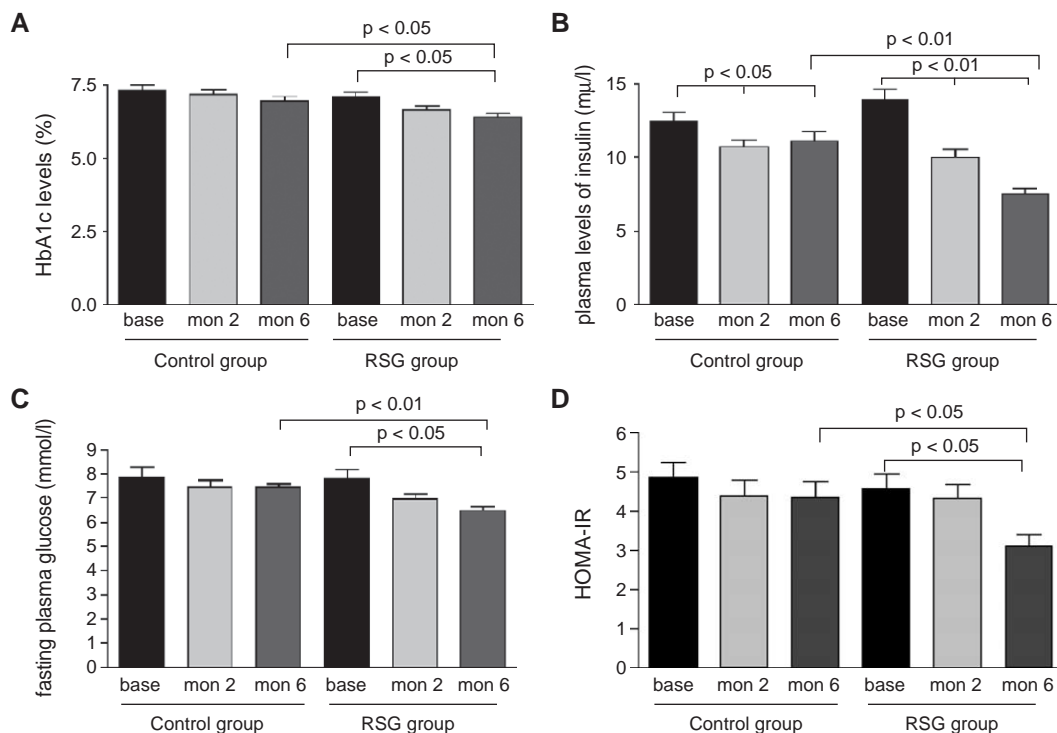 A
p < 0.05
p < 0.05
HbA1c levels (%)
7.5
5.0
2.5
0.0
base mon 2 mon 6 base mon 2 mon 6
Control group RSG group
B
p < 0.01
p < 0.05 p < 0.01
plasma levels of insulin (mμ/l)
15
10
5
0
base mon 2 mon 6 base mon 2 mon 6
Control group RSG group
C
p < 0.01
p < 0.05
fasting plasma glucose (mmol/l)
9
8
7
6
5
4
3
2
1
0
base mon 2 mon 6 base mon 2 mon 6
Control group RSG group
D
p < 0.05
p < 0.05
HOMA-IR
6
5
4
3
2
1
0
base mon 2 mon 6 base mon 2 mon 6
Control group RSG group